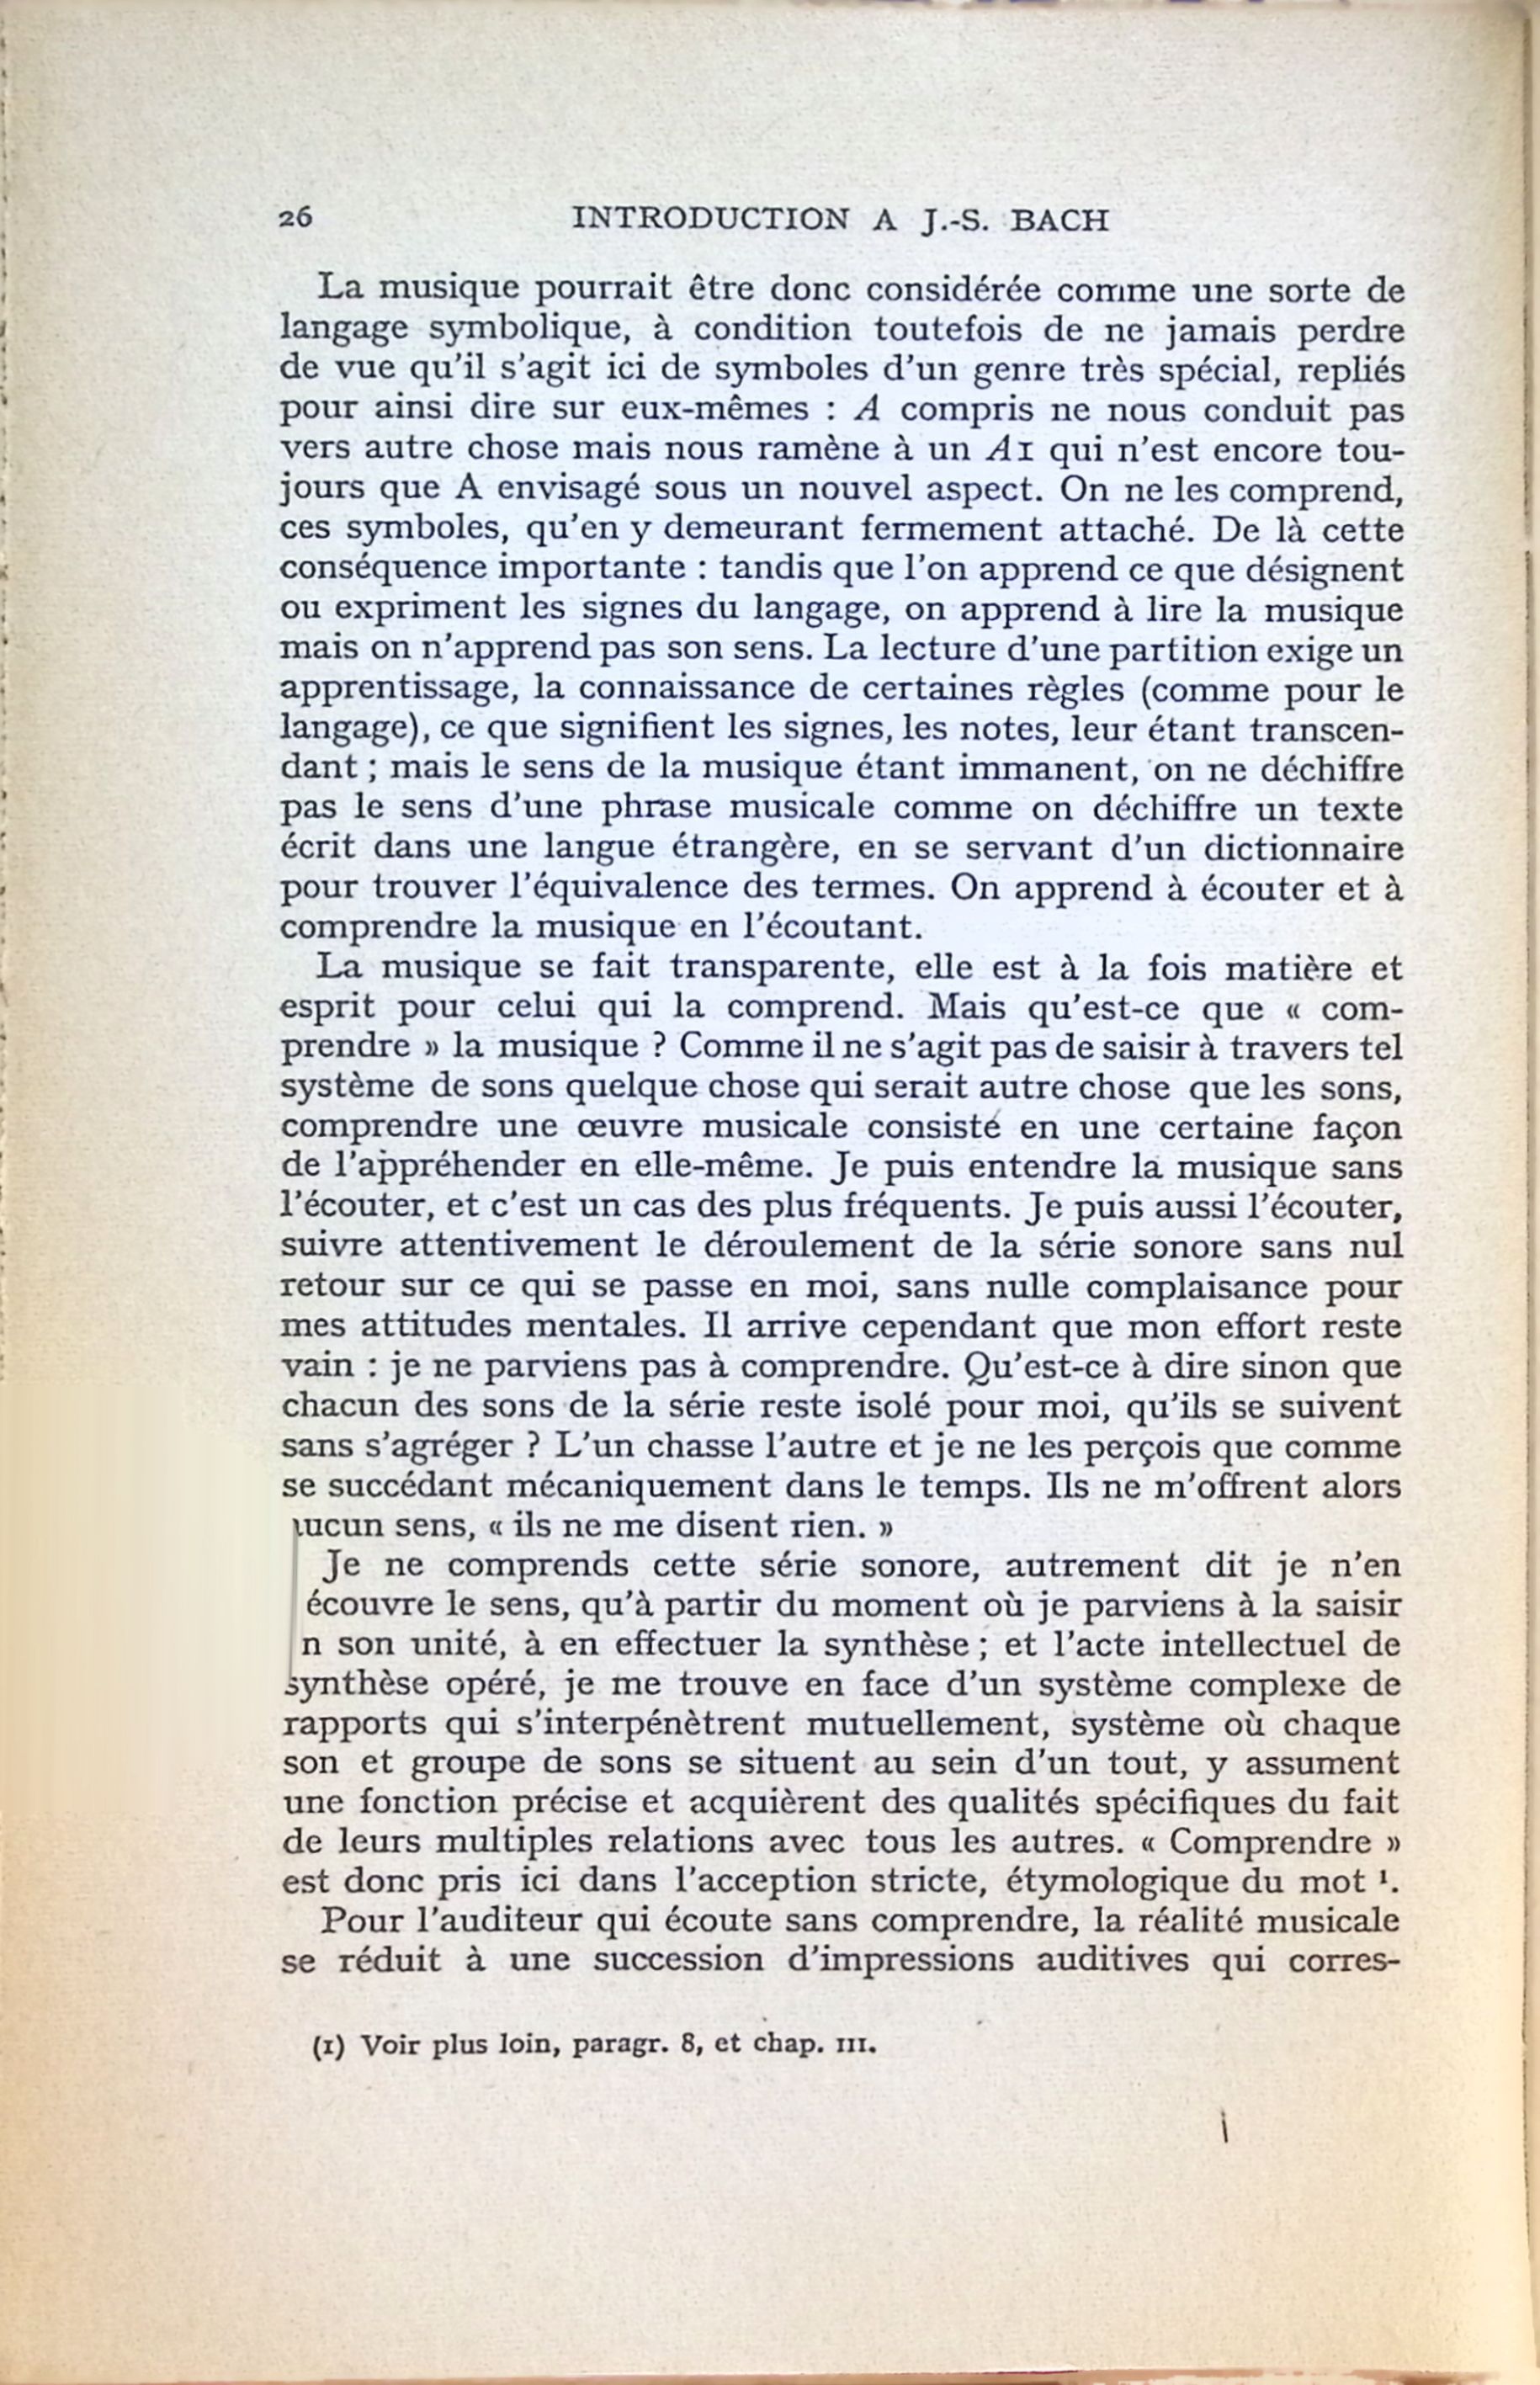 26 INTRODUCTION A J.-S. BACH
La musique pourrait être donc considérée comme une sorte de
langage symbolique, à condition toutefois de ne jamais perdre
de vue qu'il s'agit ici de symboles d'un genre très spécial, repliés
pour ainsi dire sur eux-mêmes : A compris ne nous conduit pas
vers autre chose mais nous ramène à un A1 qui n'est encore tou-
jours que A envisagé sous un nouvel aspect. On ne les comprend,
ces symboles, qu'en y demeurant fermement attaché. De là cette
conséquence importante : tandis que l'on apprend ce que désignent
ou expriment les signes du langage, on apprend à lire la musique
mais on n'apprend pas son sens. La lecture d'une partition exige un
apprentissage, la connaissance de certaines règles (comme pour le
langage), ce que signifient les signes, les notes, leur étant transcen-
dant ; mais le sens de la musique étant immanent, on ne déchiffre
pas le sens d'une phrase musicale comme on déchiffre un texte
écrit dans une langue étrangère, en se servant d'un dictionnaire
pour trouver l'équivalence des termes. On apprend à écouter et à
comprendre la musique en l'écoutant.
La musique se fait transparente, elle est à la fois matière et
esprit pour celui qui la comprend. Mais qu'est-ce que « com-
prendre » la musique ? Comme il ne s'agit pas de saisir à travers tel
système de sons quelque chose qui serait autre chose que les sons,
comprendre une œuvre musicale consiste en une certaine façon
de l'appréhender en elle-même. Je puis entendre la musique sans
l'écouter, et c'est un cas des plus fréquents. Je puis aussi l'écouter,
suivre attentivement le déroulement de la série sonore sans nul
retour sur ce qui se passe en moi, sans nulle complaisance pour
mes attitudes mentales. Il arrive cependant que mon effort reste
vain : je ne parviens pas à comprendre. Qu'est-ce à dire sinon que
chacun des sons de la série reste isolé pour moi, qu'ils se suivent
sans s'agréger ? L'un chasse l'autre et je ne les perçois que comme
se succédant mécaniquement dans le temps. Ils ne m'offrent alors
ucun sens, « ils ne me disent rien. »
Je ne comprends cette série sonore, autrement dit je n'en
écouvre le sens, qu'à partir du moment où je parviens à la saisir
n son unité, à en effectuer la synthèse ; et l'acte intellectuel de
synthèse opéré, je me trouve en face d'un système complexe de
rapports qui s'interpénètrent mutuellement, système où chaque
son et groupe de sons se situent au sein d'un tout, y assument
une fonction précise et acquièrent des qualités spécifiques du fait
de leurs multiples relations avec tous les autres. « Comprendre »
est donc pris ici dans l'acception stricte, étymologique du mot ¹.
Pour l'auditeur qui écoute sans comprendre, la réalité musicale
se réduit à une succession d'impressions auditives qui corres-
(1) Voir plus loin, paragr. 8, et chap. III.